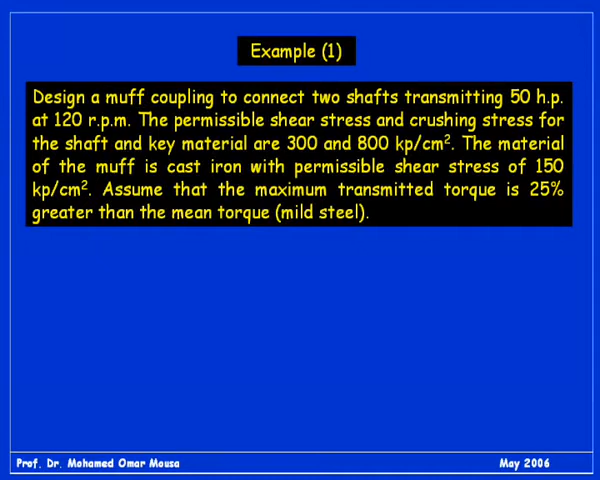 Example (1)
Design a muff coupling to connect two shafts transmitting 50 h.p.
at 120 r.p.m. The permissible shear stress and crushing stress for
the shaft and key material are 300 and 800 kp/cm². The material
of the muff is cast iron with permissible shear stress of 150
kp/cm². Assume that the maximum transmitted torque is 25%
greater than the mean torque (mild steel).
Prof. Dr. Mohamed Omar Mousa
May 2006